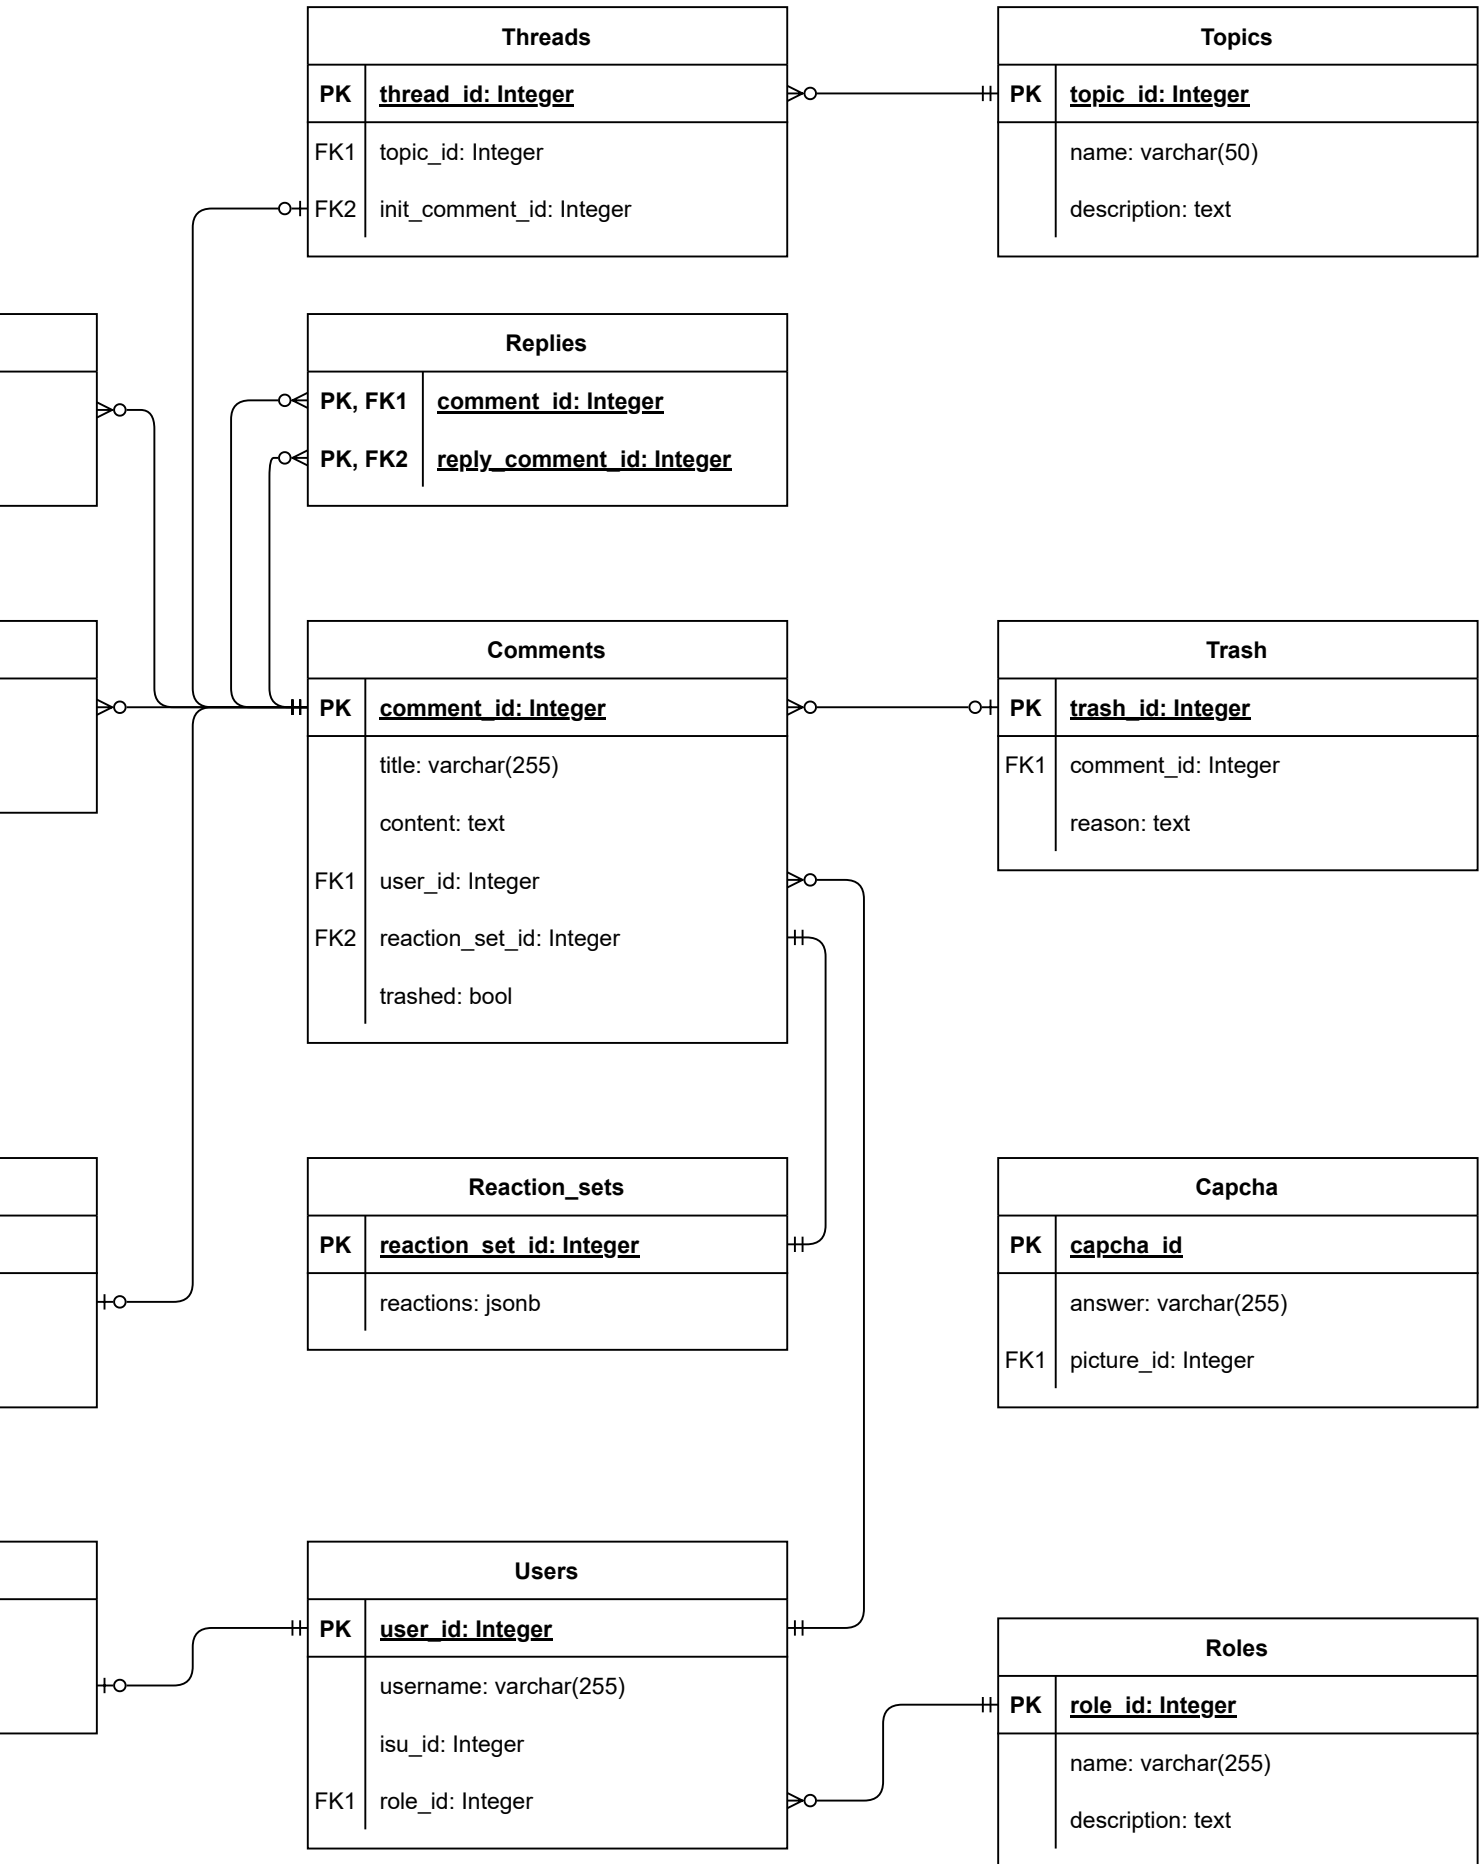 Threads
PK thread_id: Integer
FK1 topic_id: Integer
FK2 init_comment_id: Integer
Topics
PK topic_id: Integer
name: varchar(50)
description: text
Replies
PK, FK1 comment_id: Integer
PK, FK2 reply_comment_id: Integer
Comments
PK comment_id: Integer
title: varchar(255)
content: text
FK1 user_id: Integer
FK2 reaction_set_id: Integer
trashed: bool
Trash
PK trash_id: Integer
FK1 comment_id: Integer
reason: text
Reaction_sets
PK reaction_set_id: Integer
reactions: jsonb
Capcha
PK capcha_id
answer: varchar(255)
FK1 picture_id: Integer
Users
PK user_id: Integer
username: varchar(255)
isu_id: Integer
FK1 role_id: Integer
Roles
PK role_id: Integer
name: varchar(255)
description: text